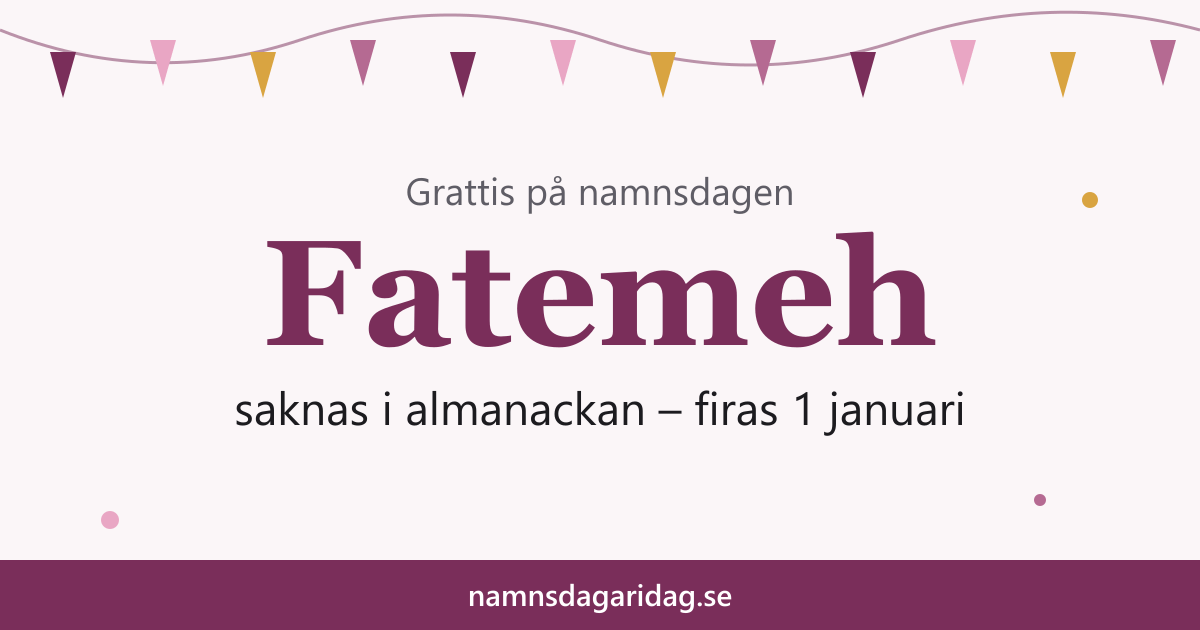 Grattis på namnsdagen
Fatemeh
saknas i almanackan – firas 1 januari
namnsdagaridag.se